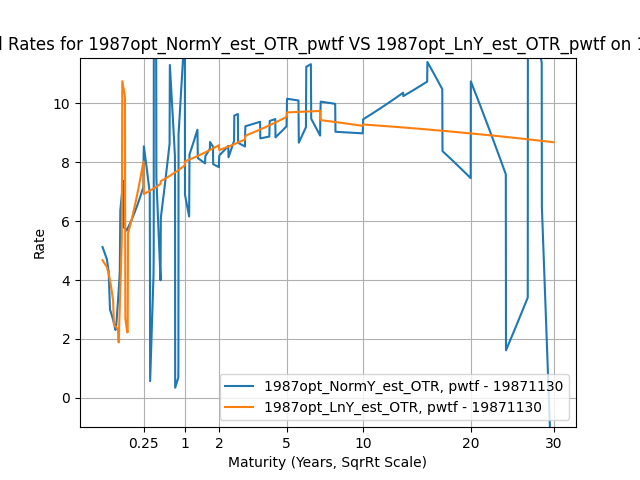 Rates for 1987opt_NormY_est_OTR_pwtf VS 1987opt_LnY_est_OTR_pwtf on
Rate
10
8
6
4
2
0
0.25 1 2 5 10 20 30
Maturity (Years, SqrRt Scale)
1987opt_NormY_est_OTR, pwtf - 19871130
1987opt_LnY_est_OTR, pwtf - 19871130